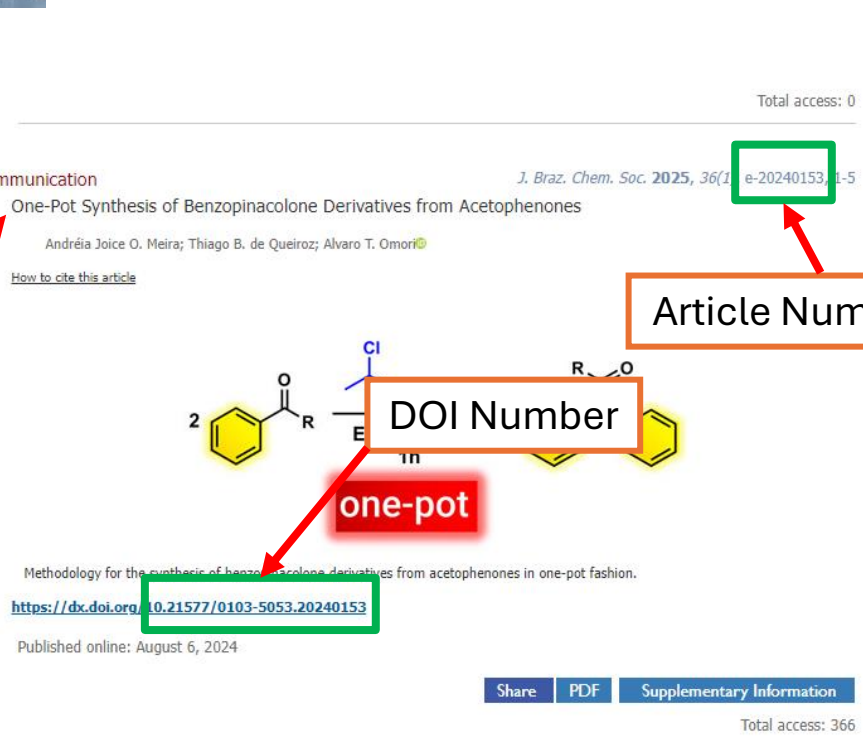 Total access: 0
mmunication
J. Braz. Chem. Soc. 2025, 36(1) e-20240153, 1-5
One-Pot Synthesis of Benzopinacolone Derivatives from Acetophenones
Andréia Joice O. Meira; Thiago B. de Queiroz; Alvaro T. Omori
How to cite this article
Article Num
Cl
O
R
R
O
2
DOI Number
E
1h
one-pot
Methodology for the synthesis of benzopinacolone derivatives from acetophenones in one-pot fashion.
https://dx.doi.org/10.21577/0103-5053.20240153
Published online: August 6, 2024
Share PDF Supplementary Information
Total access: 366